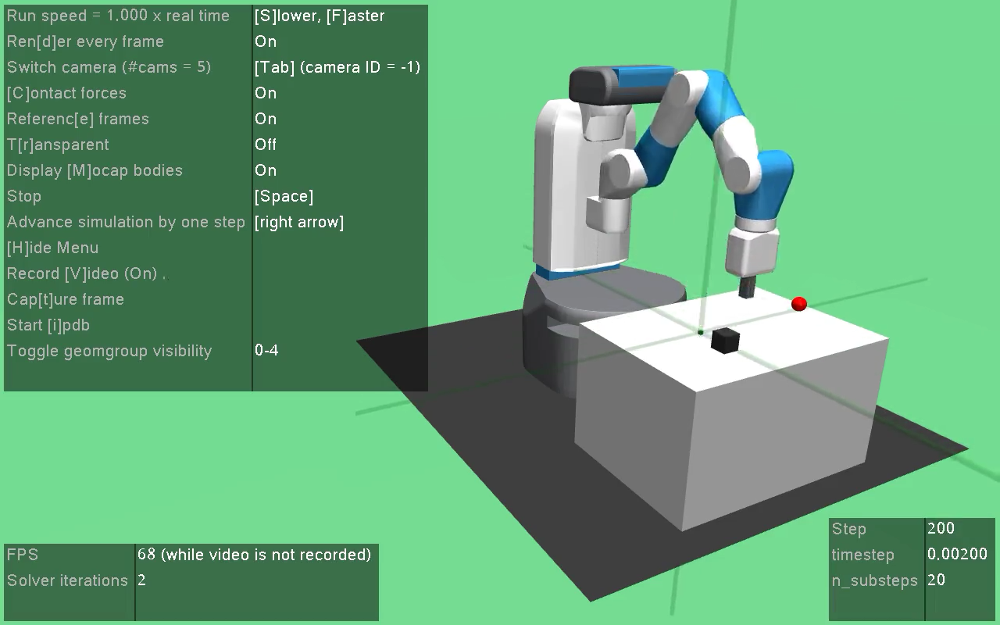 Run speed = 1.000 x real time [S]lower, [F]aster
Ren[d]er every frame On
Switch camera (#cams = 5) [Tab] (camera ID = -1)
[C]ontact forces On
Referenc[e] frames On
T[r]ansparent Off
Display [M]ocap bodies On
Stop [Space]
Advance simulation by one step [right arrow]
[H]ide Menu
Record [V]ideo (On) .
Cap[t]ure frame
Start [i]pdb
Toggle geomgroup visibility 0-4
FPS 68 (while video is not recorded)
Solver iterations 2
Step 200
timestep 0.00200
n_substeps 20